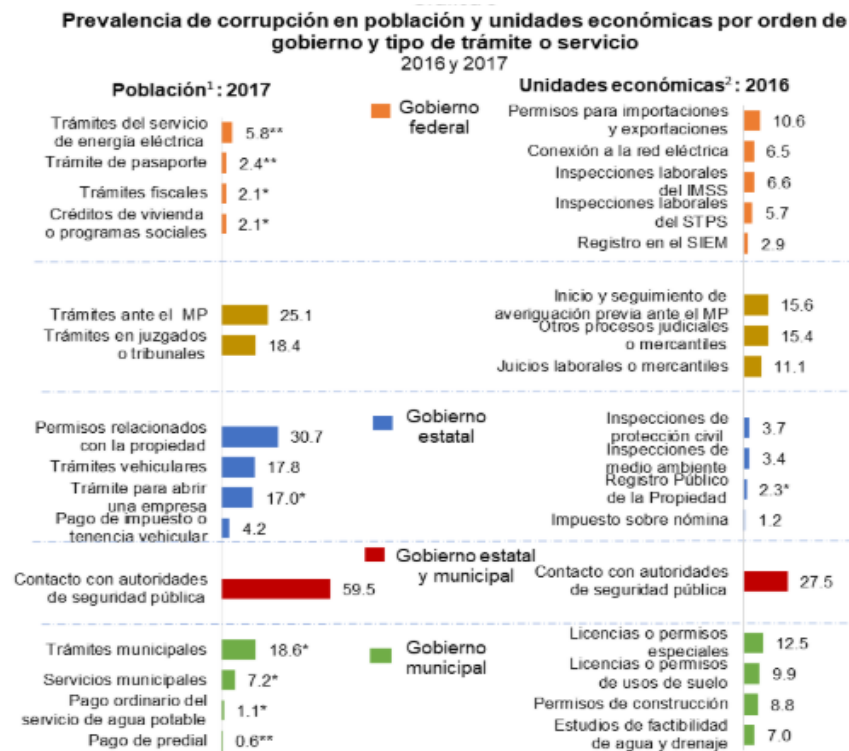 Prevalencia de corrupción en población y unidades económicas por orden de
gobierno y tipo de trámite o servicio
2016 y 2017
Población¹: 2017
Gobierno
federal
Unidades económicas²: 2016
Trámites del servicio
de energía eléctrica
5.8**
Trámite de pasaporte
2.4**
Trámites fiscales
2.1*
Créditos de vivienda
o programas sociales
2.1*
Permisos para importaciones
y exportaciones
10.6
Conexión a la red eléctrica
6.5
Inspecciones laborales
del IMSS
6.6
Inspecciones laborales
del STPS
5.7
Registro en el SIEM
2.9
Trámites ante el MP
25.1
Trámites en juzgados
o tribunales
18.4
Inicio y seguimiento de
averiguación previa ante el MP
15.6
Otros procesos judiciales
o mercantiles
15.4
Juicios laborales o mercantiles
11.1
Gobierno
estatal
Permisos relacionados
con la propiedad
30.7
Trámites vehiculares
17.8
Trámite para abrir
una empresa
17.0*
Pago de impuesto o
tenencia vehicular
4.2
Inspecciones de
protección civil
3.7
Inspecciones de
medio ambiente
3.4
Registro Público
de la Propiedad
2.3*
Impuesto sobre nómina
1.2
Gobierno estatal
y municipal
Contacto con autoridades
de seguridad pública
59.5
Contacto con autoridades
de seguridad pública
27.5
Gobierno
municipal
Trámites municipales
18.6*
Servicios municipales
7.2*
Pago ordinario del
servicio de agua potable
1.1*
Pago de predial
0.6**
Licencias o permisos
especiales
12.5
Licencias o permisos
de usos de suelo
9.9
Permisos de construcción
8.8
Estudios de factibilidad
de agua y drenaje
7.0